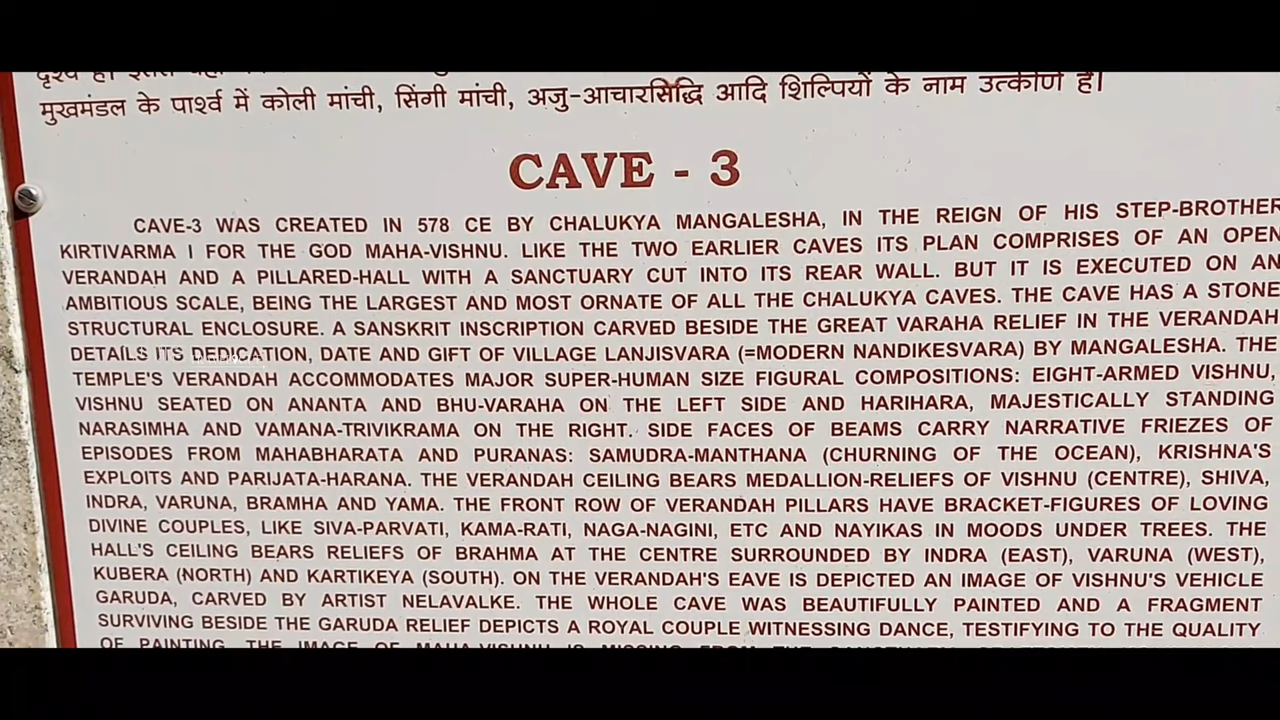 मुखमंडल के पार्श्व में कोली मांची, सिंगी मांची, अजु-आचारसिद्धि आदि शिल्पियों के नाम उत्कीर्ण हैं।
CAVE - 3
CAVE-3 WAS CREATED IN 578 CE BY CHALUKYA MANGALESHA, IN THE REIGN OF HIS STEP-BROTHER
KIRTIVARMA I FOR THE GOD MAHA-VISHNU. LIKE THE TWO EARLIER CAVES ITS PLAN COMPRISES OF AN OPEN
VERANDAH AND A PILLARED-HALL WITH A SANCTUARY CUT INTO ITS REAR WALL. BUT IT IS EXECUTED ON AN
AMBITIOUS SCALE, BEING THE LARGEST AND MOST ORNATE OF ALL THE CHALUKYA CAVES. THE CAVE HAS A STONE
STRUCTURAL ENCLOSURE. A SANSKRIT INSCRIPTION CARVED BESIDE THE GREAT VARAHA RELIEF IN THE VERANDAH
DETAILS ITS DEDICATION, DATE AND GIFT OF VILLAGE LANJISVARA (=MODERN NANDIKESVARA) BY MANGALESHA. THE
TEMPLE'S VERANDAH ACCOMMODATES MAJOR SUPER-HUMAN SIZE FIGURAL COMPOSITIONS: EIGHT-ARMED VISHNU,
VISHNU SEATED ON ANANTA AND BHU-VARAHA ON THE LEFT SIDE AND HARIHARA, MAJESTICALLY STANDING
NARASIMHA AND VAMANA-TRIVIKRAMA ON THE RIGHT. SIDE FACES OF BEAMS CARRY NARRATIVE FRIEZES OF
EPISODES FROM MAHABHARATA AND PURANAS: SAMUDRA-MANTHANA (CHURNING OF THE OCEAN), KRISHNA'S
EXPLOITS AND PARIJATA-HARANA. THE VERANDAH CEILING BEARS MEDALLION-RELIEFS OF VISHNU (CENTRE), SHIVA,
INDRA, VARUNA, BRAMHA AND YAMA. THE FRONT ROW OF VERANDAH PILLARS HAVE BRACKET-FIGURES OF LOVING
DIVINE COUPLES, LIKE SIVA-PARVATI, KAMA-RATI, NAGA-NAGINI, ETC AND NAYIKAS IN MOODS UNDER TREES. THE
HALL'S CEILING BEARS RELIEFS OF BRAHMA AT THE CENTRE SURROUNDED BY INDRA (EAST), VARUNA (WEST),
KUBERA (NORTH) AND KARTIKEYA (SOUTH). ON THE VERANDAH'S EAVE IS DEPICTED AN IMAGE OF VISHNU'S VEHICLE
GARUDA, CARVED BY ARTIST NELAVALKE. THE WHOLE CAVE WAS BEAUTIFULLY PAINTED AND A FRAGMENT
SURVIVING BESIDE THE GARUDA RELIEF DEPICTS A ROYAL COUPLE WITNESSING DANCE, TESTIFYING TO THE QUALITY
OF PAINTING. THE IMAGE OF MAHA-VISHNU IS MISSING FROM THE